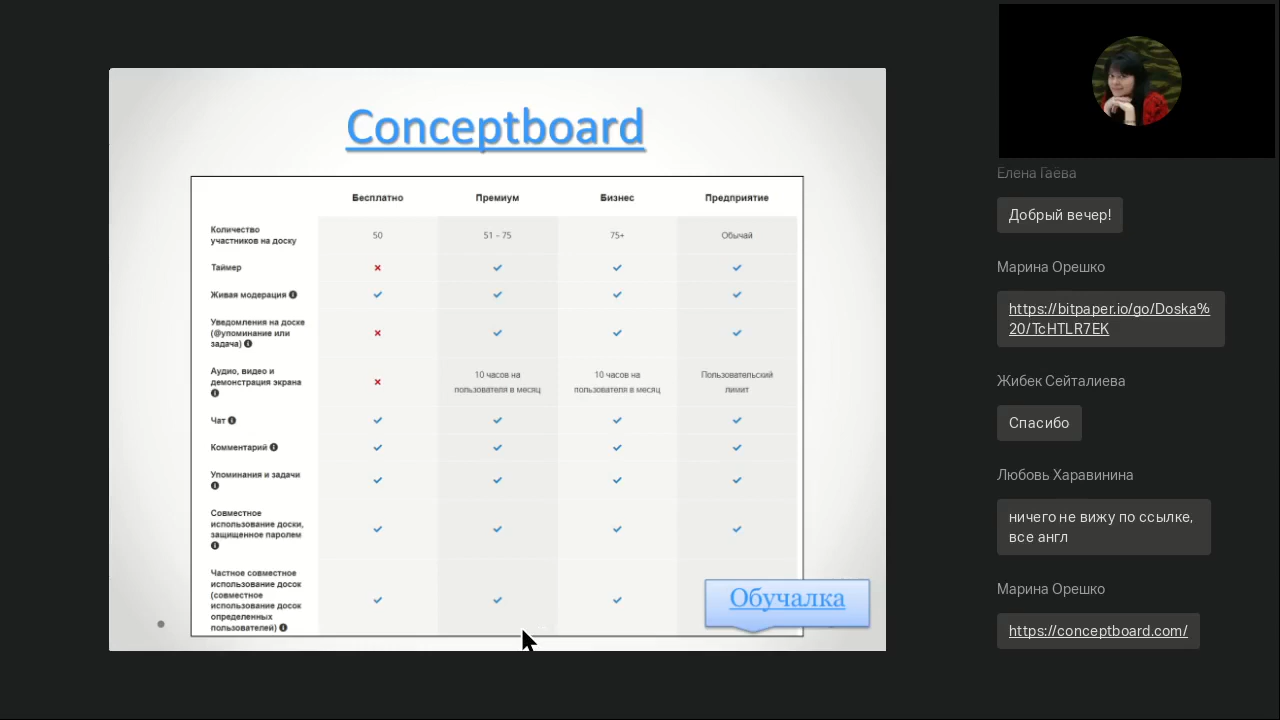 Conceptboard
Бесплатно Премиум Бизнес Предприятие
Количество
участников на доску
50 51 – 75 75+ Обычай
Таймер
Живая модерация
Уведомления на доске
(@упоминание или
задача)
Аудио, видео и
демонстрация экрана
10 часов на
пользователя в месяц
10 часов на
пользователя в месяц
Пользовательский
лимит
Чат
Комментарий
Упоминания и задачи
Совместное
использование доски,
защищенное паролем
Частное совместное
использование досок
(совместное
использование досок
определенных
пользователей)
Обучалка
Елена Гаева
Добрый вечер!
Марина Орешко
https://bitpaper.io/go/Doska%
20/TcHTLR7EK
Жибек Сейталиева
Спасибо
Любовь Харавинина
ничего не вижу по ссылке,
все англ
Марина Орешко
https://conceptboard.com/